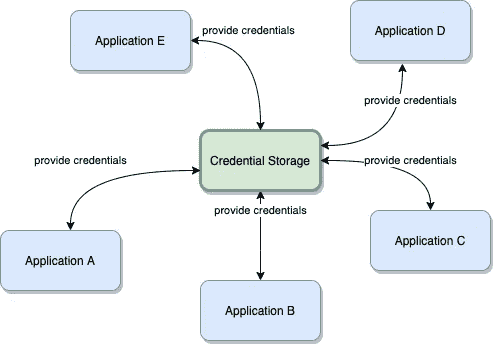 Application E
provide credentials
Application D
provide credentials
Credential Storage
provide credentials
provide credentials
provide credentials
Application A
Application B
Application C